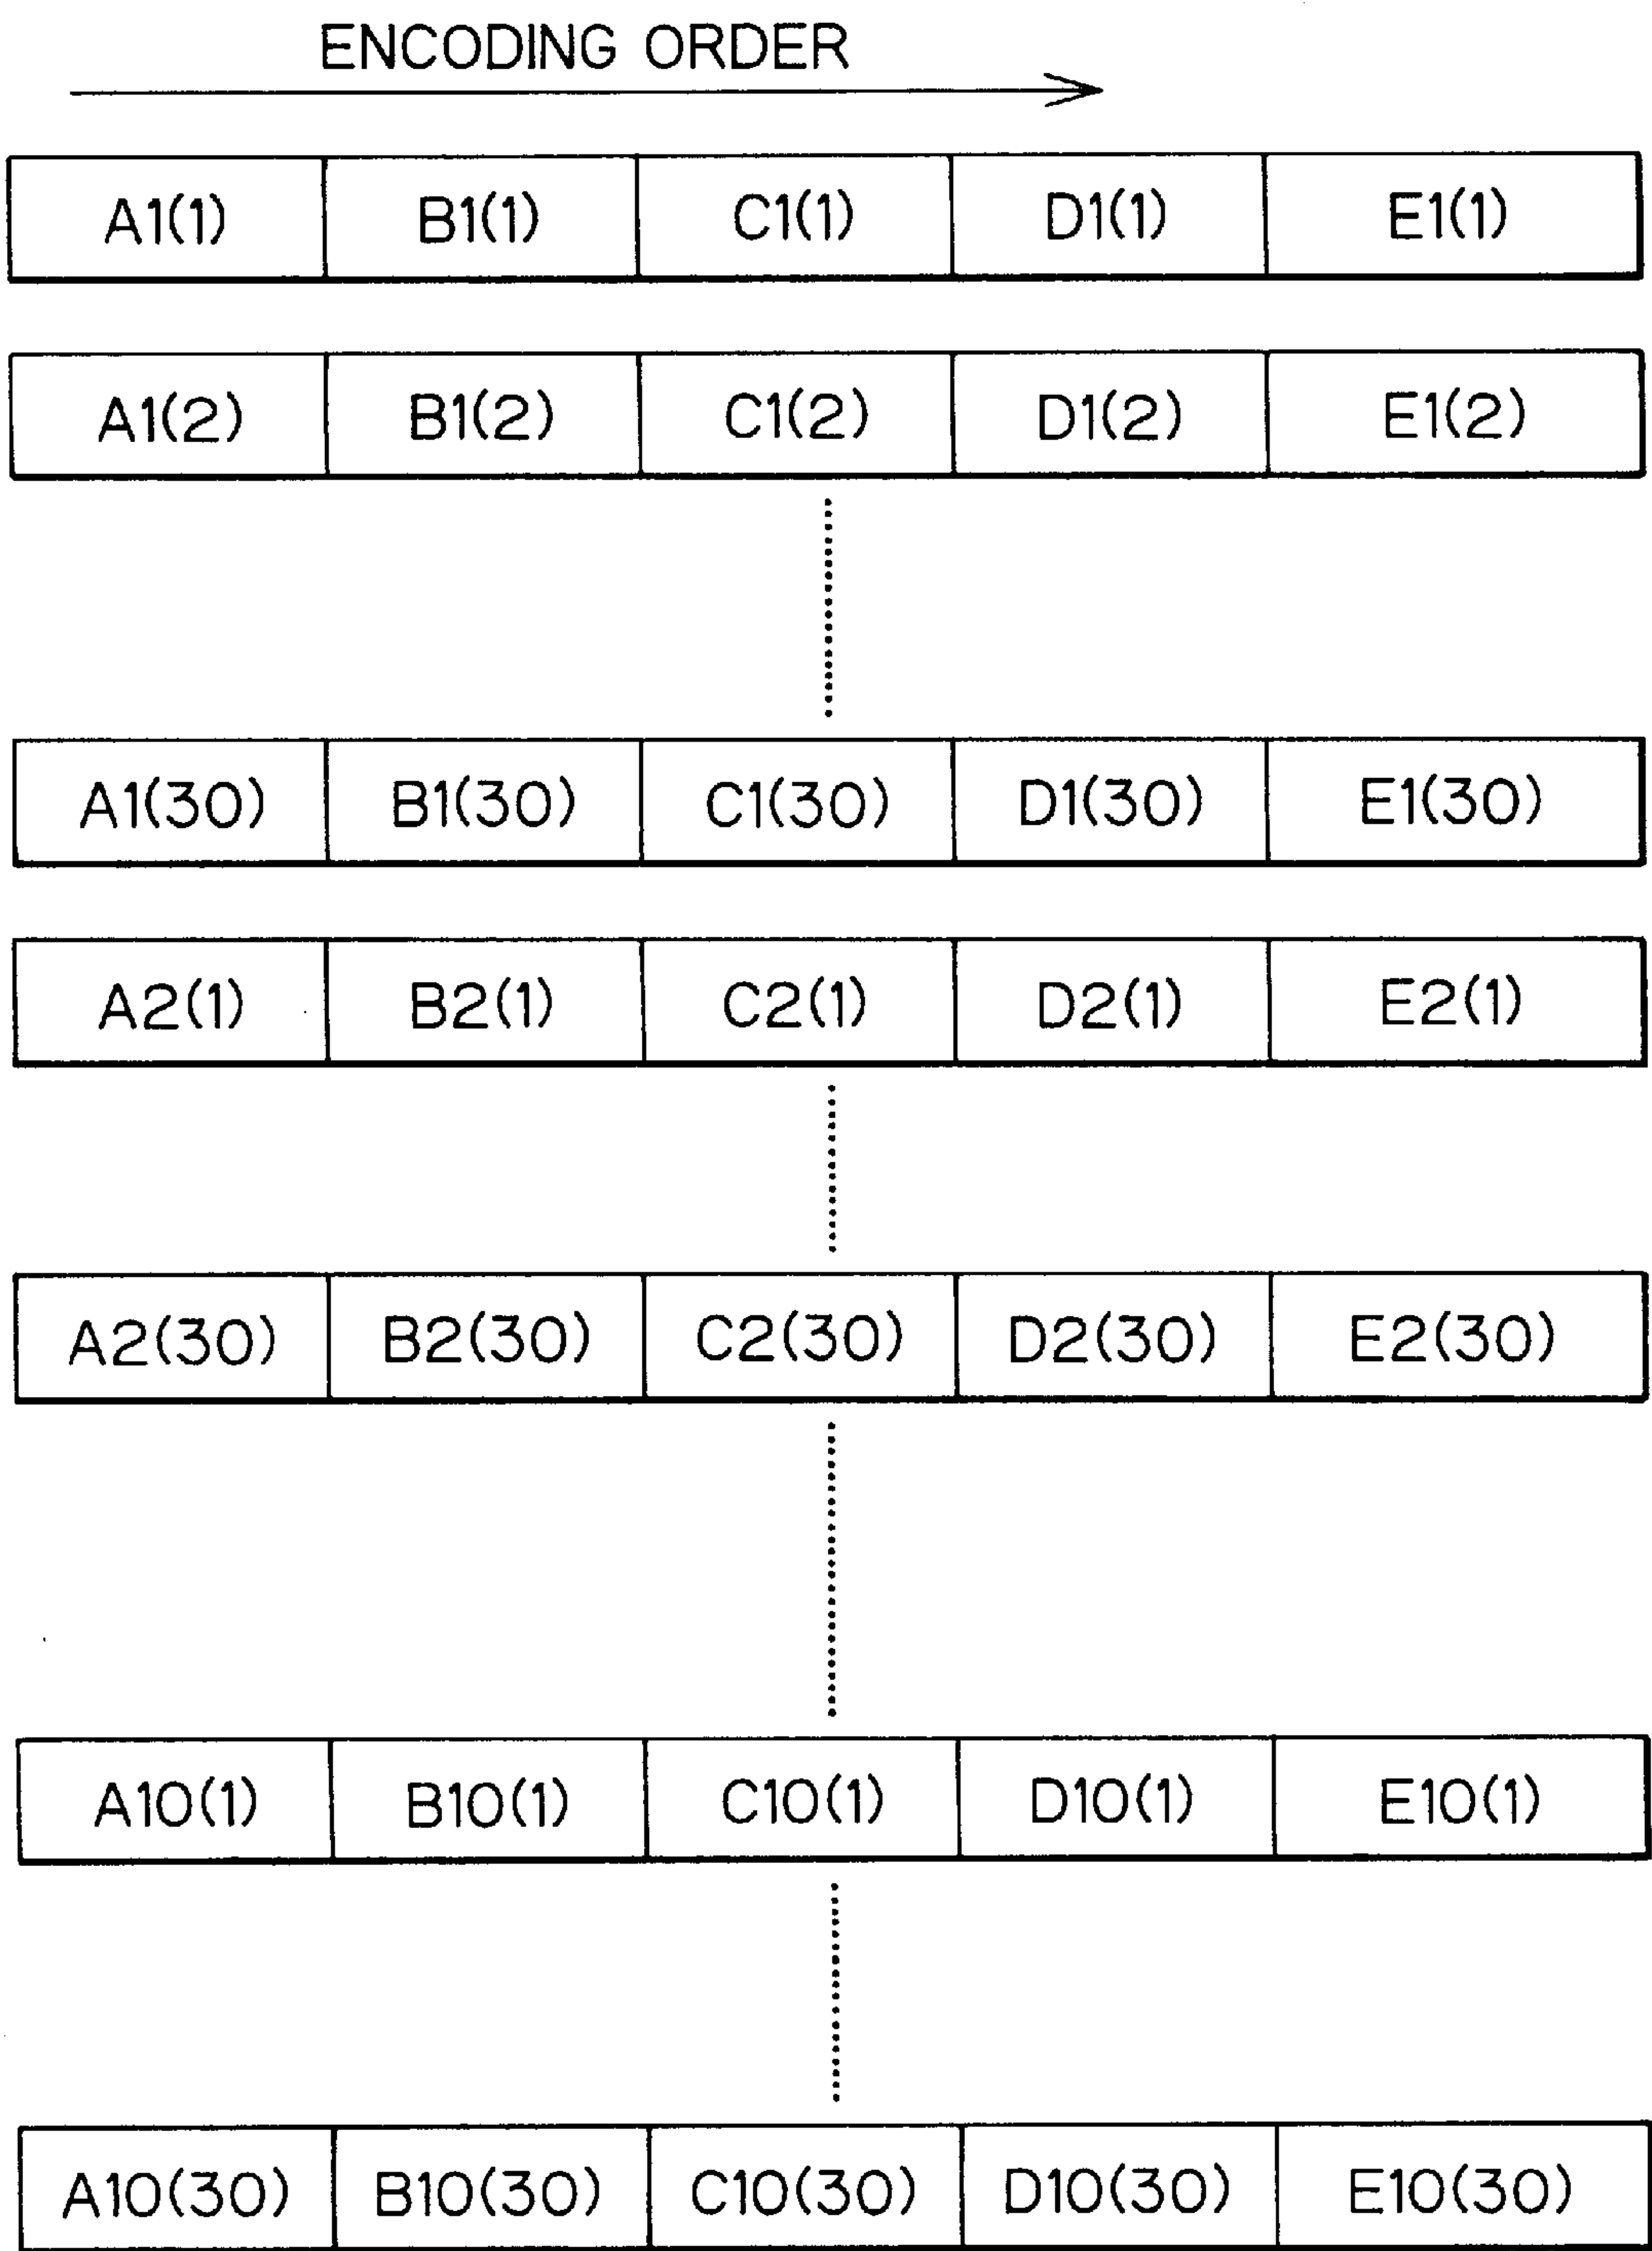 ENCODING ORDER
A1(1) B1(1) C1(1) D1(1) E1(1)
A1(2) B1(2) C1(2) D1(2) E1(2)
A1(30) B1(30) C1(30) D1(30) E1(30)
A2(1) B2(1) C2(1) D2(1) E2(1)
A2(30) B2(30) C2(30) D2(30) E2(30)
A10(1) B10(1) C10(1) D10(1) E10(1)
A10(30) B10(30) C10(30) D10(30) E10(30)